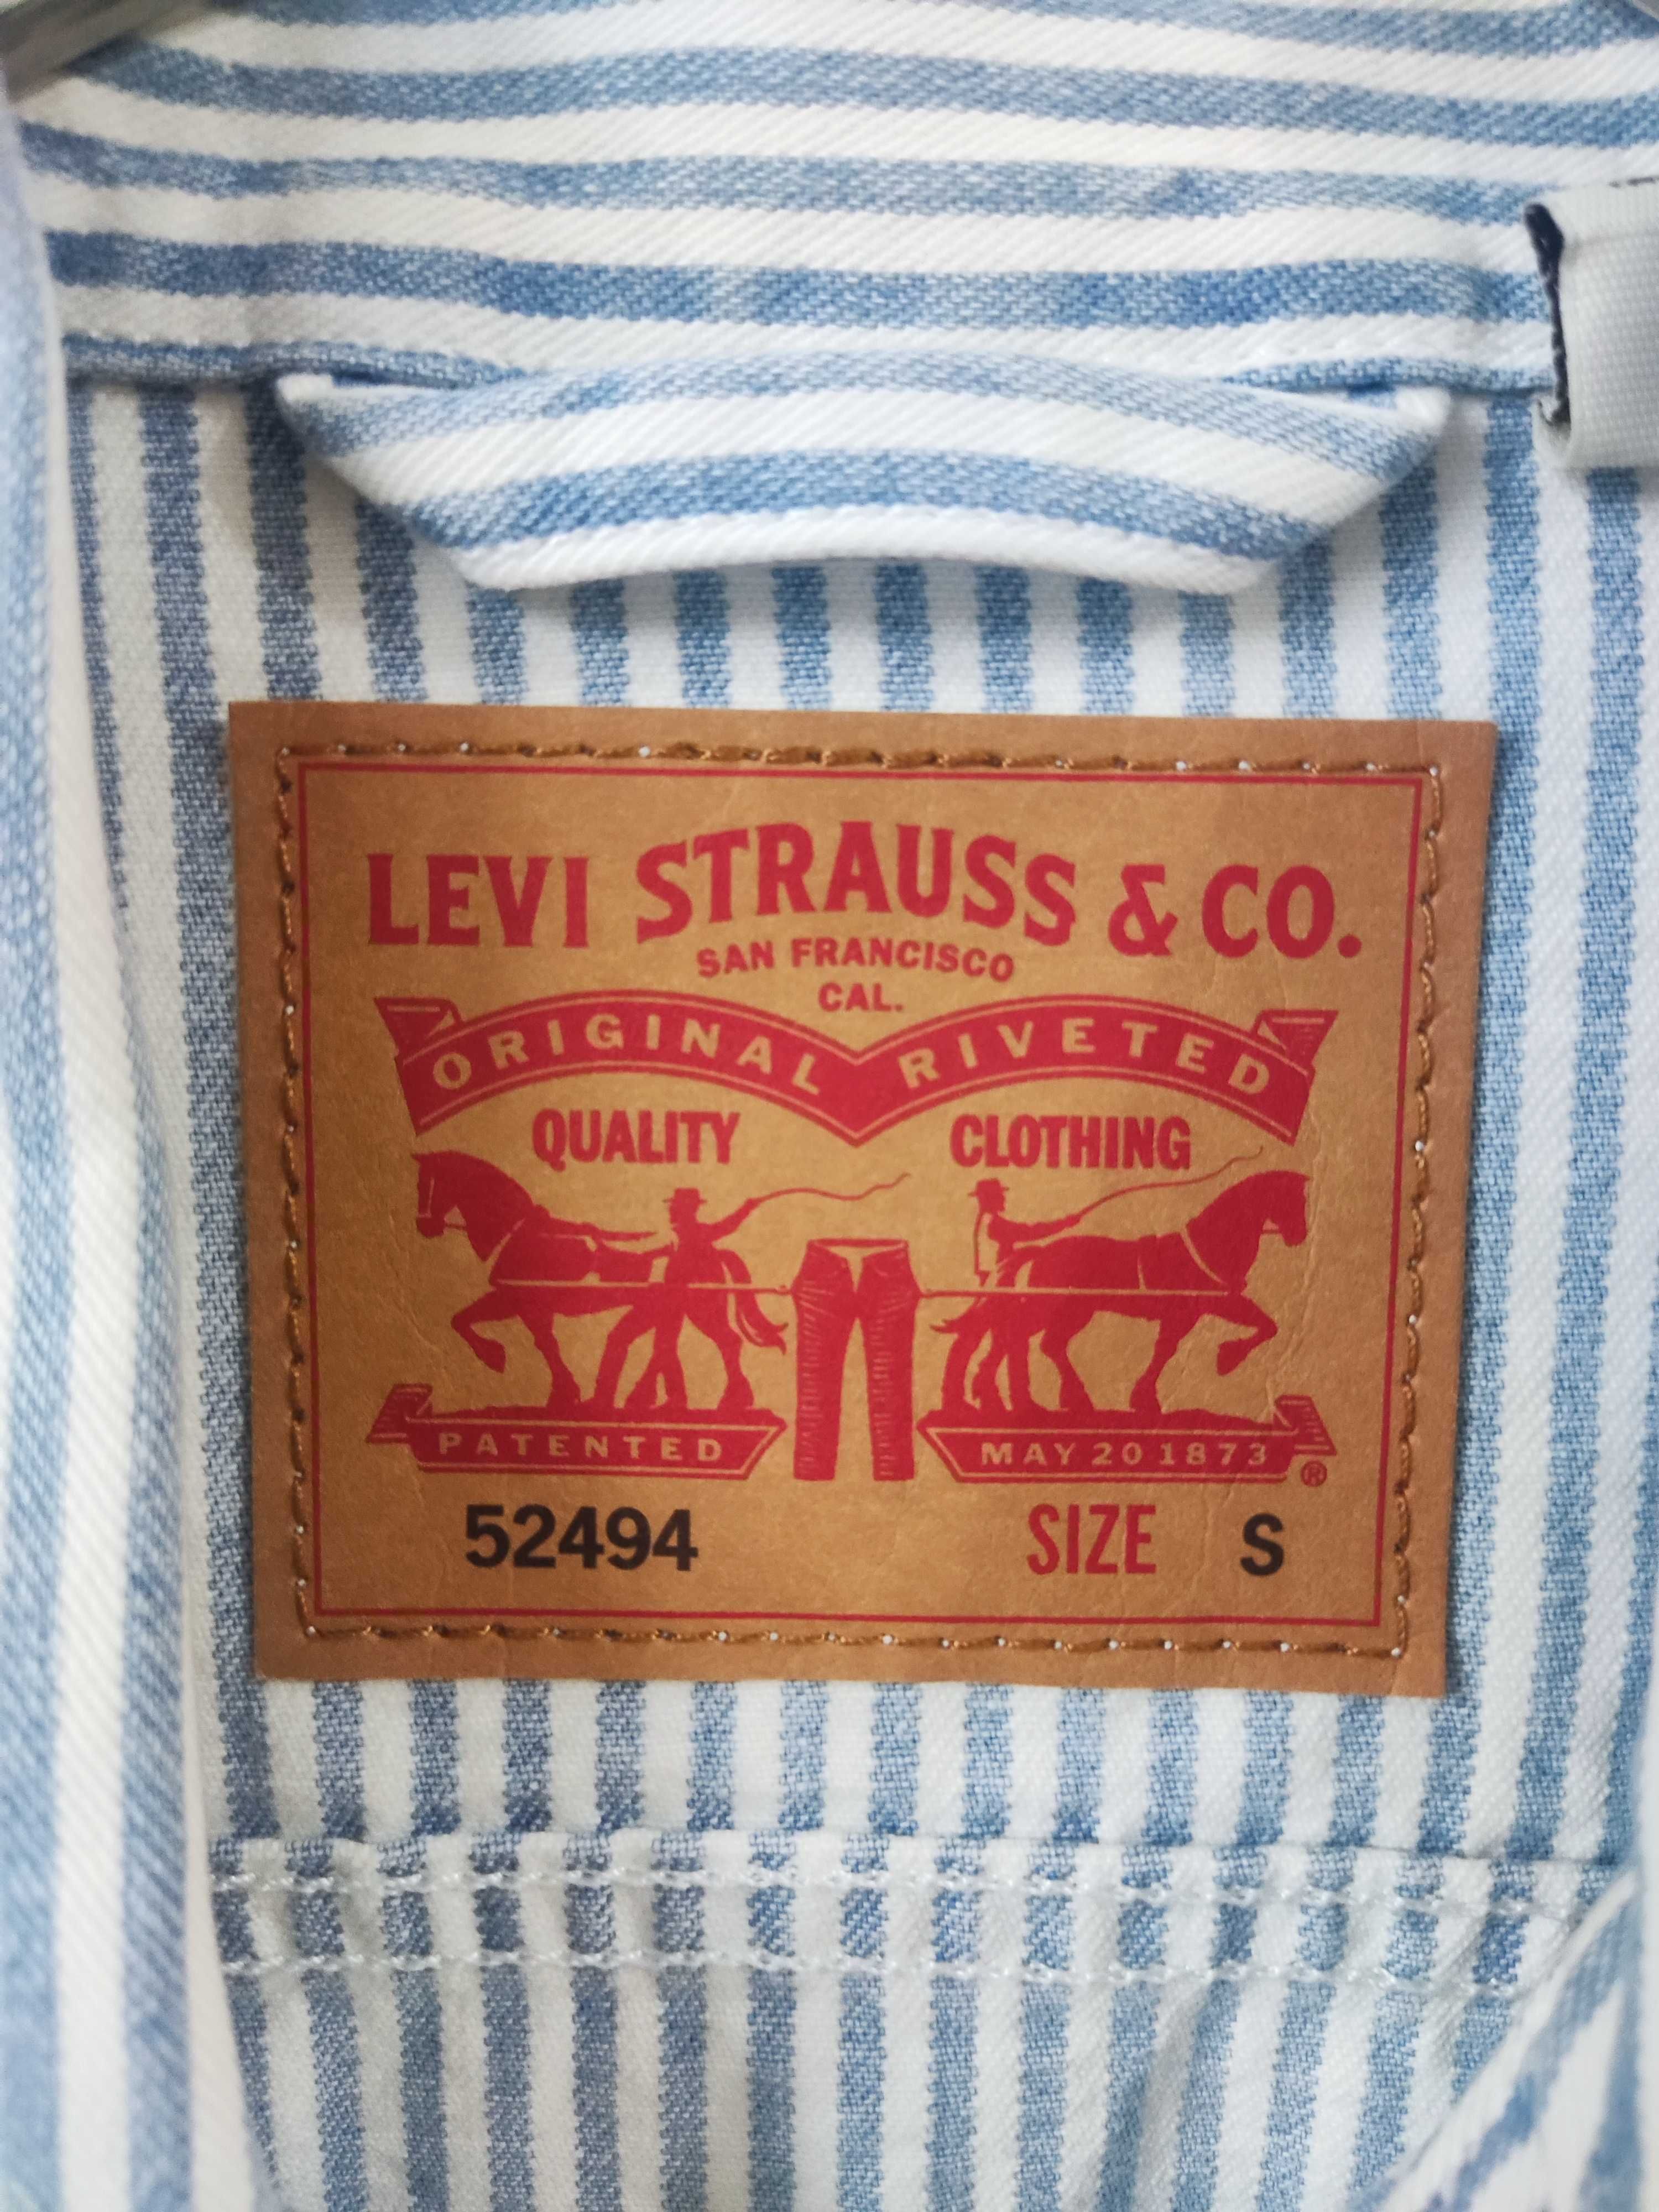 LEVI STRAUSS & CO.
SAN FRANCISCO
CAL.
ORIGINAL RIVETED
QUALITY CLOTHING
PATENTED MAY 20 1873 ®
52494 SIZE S